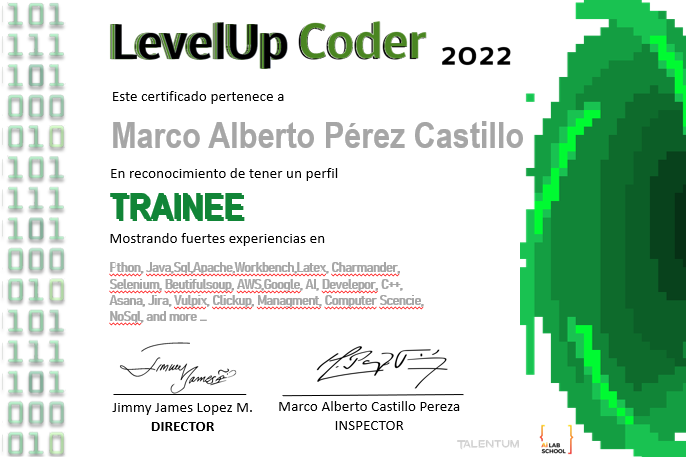 101
111
101
000
010
101
111
101
000
010
101
111
101
000
010
LevelUp Coder 2022
Este certificado pertenece a
Marco Alberto Pérez Castillo
En reconocimiento de tener un perfil
TRAINEE
Mostrando fuertes experiencias en
Pthon, Java,Sql,Apache,Workbench,Latex, Charmander,
Selenium, Beutifulsoup, AWS,Google, AI, Develepor, C++,
Asana, Jira, Vulpix, Clickup, Managment, Computer Scencie,
NoSql, and more ...
Jimmy James
Jimmy James Lopez M.
DIRECTOR
Marco Alberto Castillo Pereza
INSPECTOR
TALENTUM
AI LAB
SCHOOL